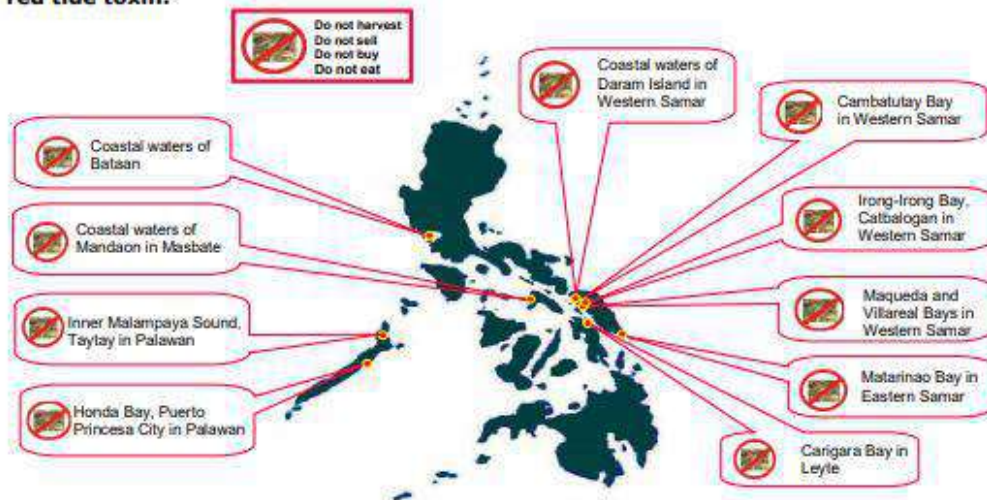 red tide toxin.
Do not harvest
Do not sell
Do not buy
Do not eat
Coastal waters of
Daram Island in
Western Samar
Cambatutay Bay
in Western Samar
Coastal waters of
Bataan
Irong-Irong Bay,
Catbalogan in
Western Samar
Coastal waters of
Mandaon in Masbate
Maqueda and
Villareal Bays in
Western Samar
Inner Malampaya Sound,
Taytay in Palawan
Matarinao Bay in
Eastern Samar
Honda Bay, Puerto
Princesa City in Palawan
Carigara Bay in
Leyte